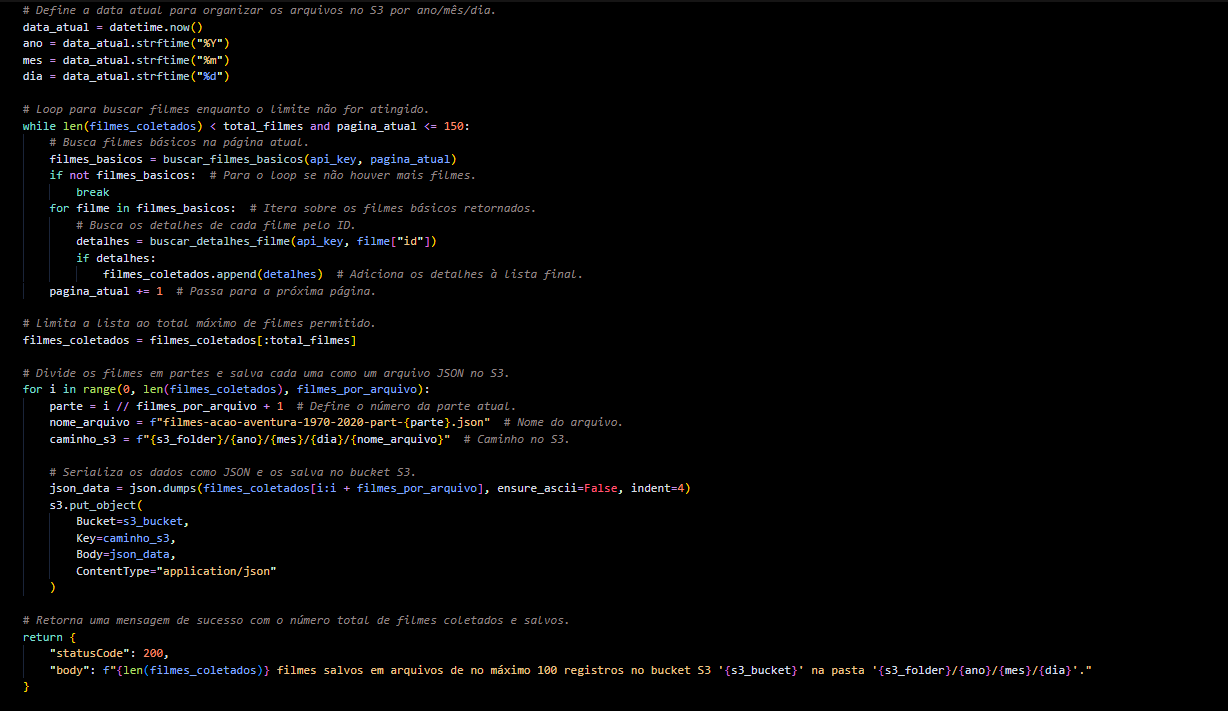 # Define a data atual para organizar os arquivos no S3 por ano/mês/dia.
data_atual = datetime.now()
ano = data_atual.strftime("%Y")
mes = data_atual.strftime("%m")
dia = data_atual.strftime("%d")

# Loop para buscar filmes enquanto o limite não for atingido.
while len(filmes_coletados) < total_filmes and pagina_atual <= 150:
    # Busca filmes básicos na página atual.
    filmes_basicos = buscar_filmes_basicos(api_key, pagina_atual)
    if not filmes_basicos:  # Para o loop se não houver mais filmes.
        break
    for filme in filmes_basicos:  # Itera sobre os filmes básicos retornados.
        # Busca os detalhes de cada filme pelo ID.
        detalhes = buscar_detalhes_filme(api_key, filme["id"])
        if detalhes:
            filmes_coletados.append(detalhes)  # Adiciona os detalhes à lista final.
    pagina_atual += 1  # Passa para a próxima página.

# Limita a lista ao total máximo de filmes permitido.
filmes_coletados = filmes_coletados[:total_filmes]

# Divide os filmes em partes e salva cada uma como um arquivo JSON no S3.
for i in range(0, len(filmes_coletados), filmes_por_arquivo):
    parte = i // filmes_por_arquivo + 1  # Define o número da parte atual.
    nome_arquivo = f"filmes-acao-aventura-1970-2020-part-{parte}.json"  # Nome do arquivo.
    caminho_s3 = f"{s3_folder}/{ano}/{mes}/{dia}/{nome_arquivo}"  # Caminho no S3.

    # Serializa os dados como JSON e os salva no bucket S3.
    json_data = json.dumps(filmes_coletados[i:i + filmes_por_arquivo], ensure_ascii=False, indent=4)
    s3.put_object(
        Bucket=s3_bucket,
        Key=caminho_s3,
        Body=json_data,
        ContentType="application/json"
    )

# Retorna uma mensagem de sucesso com o número total de filmes coletados e salvos.
return {
    "statusCode": 200,
    "body": f"{len(filmes_coletados)} filmes salvos em arquivos de no máximo 100 registros no bucket S3 '{s3_bucket}' na pasta '{s3_folder}/{ano}/{mes}/{dia}'."
}